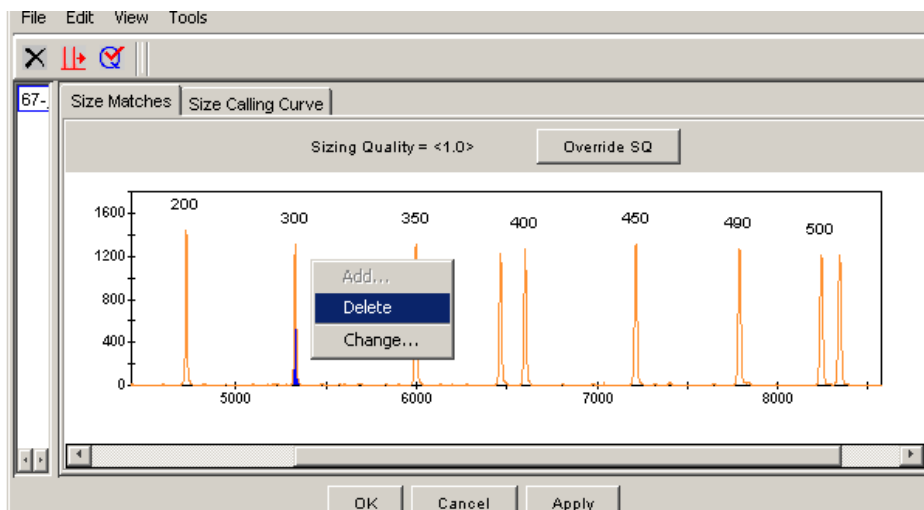 File Edit View Tools
67-
Size Matches Size Calling Curve
Sizing Quality = <1.0> Override SQ
200 300 350 400 450 490 500
1600
1200
800
400
0
5000 6000 7000 8000
Add...
Delete
Change...
OK Cancel Apply